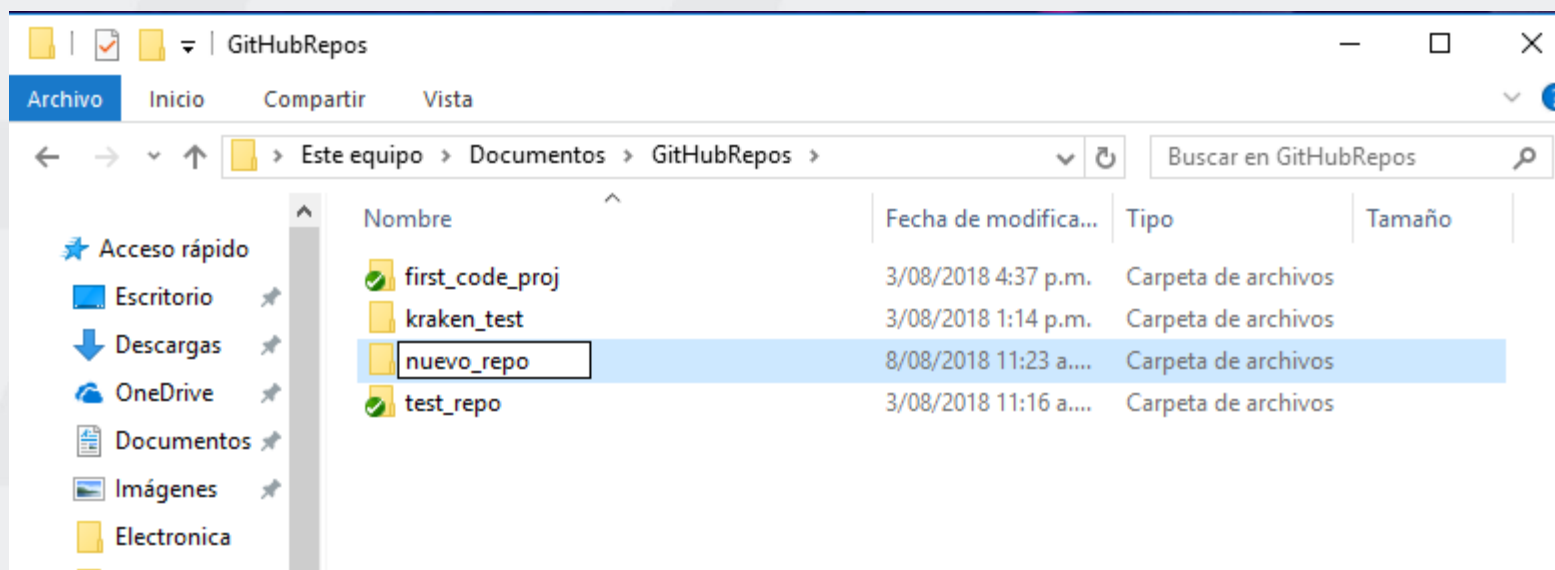 GitHubRepos
Archivo Inicio Compartir Vista
Este equipo > Documentos > GitHubRepos > Buscar en GitHubRepos
Nombre Fecha de modifica... Tipo Tamaño
Acceso rápido
Escritorio
Descargas
OneDrive
Documentos
Imágenes
Electronica
first_code_proj 3/08/2018 4:37 p.m. Carpeta de archivos
kraken_test 3/08/2018 1:14 p.m. Carpeta de archivos
nuevo_repo 8/08/2018 11:23 a.... Carpeta de archivos
test_repo 3/08/2018 11:16 a.... Carpeta de archivos